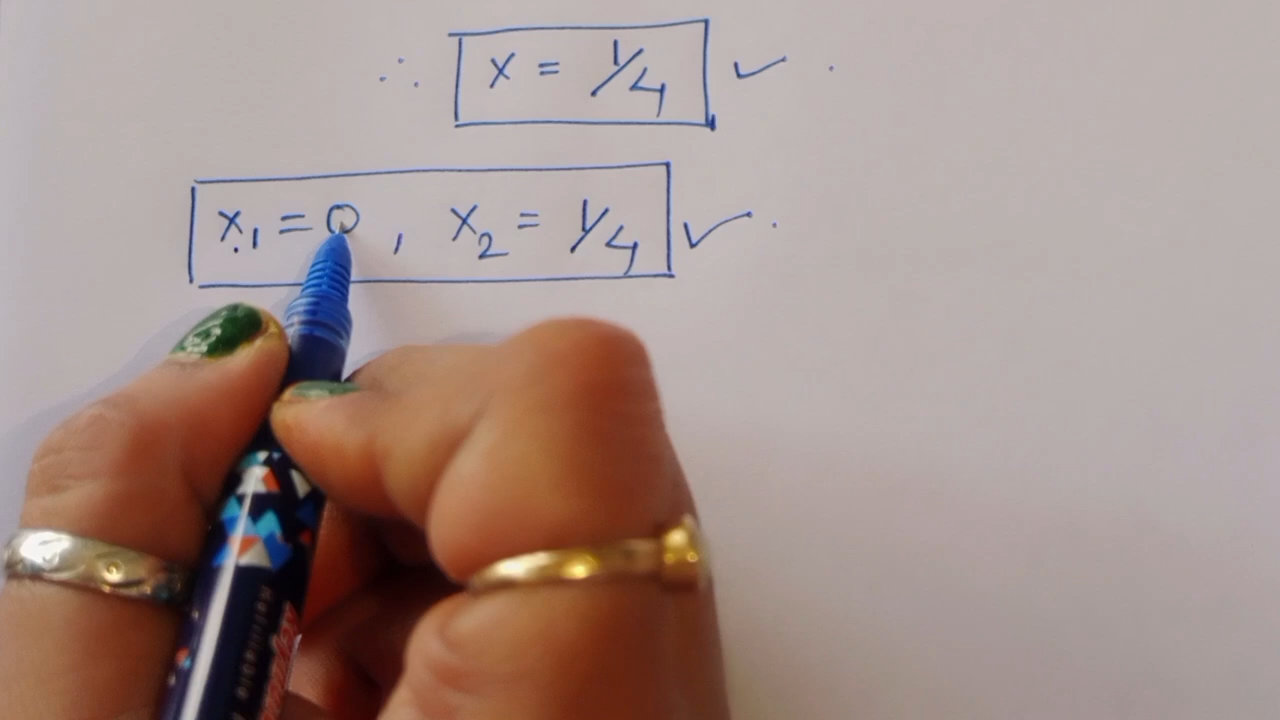 ∴ x = 1/4 ✓ .
x₁ = 0 , x₂ = 1/4 ✓ .